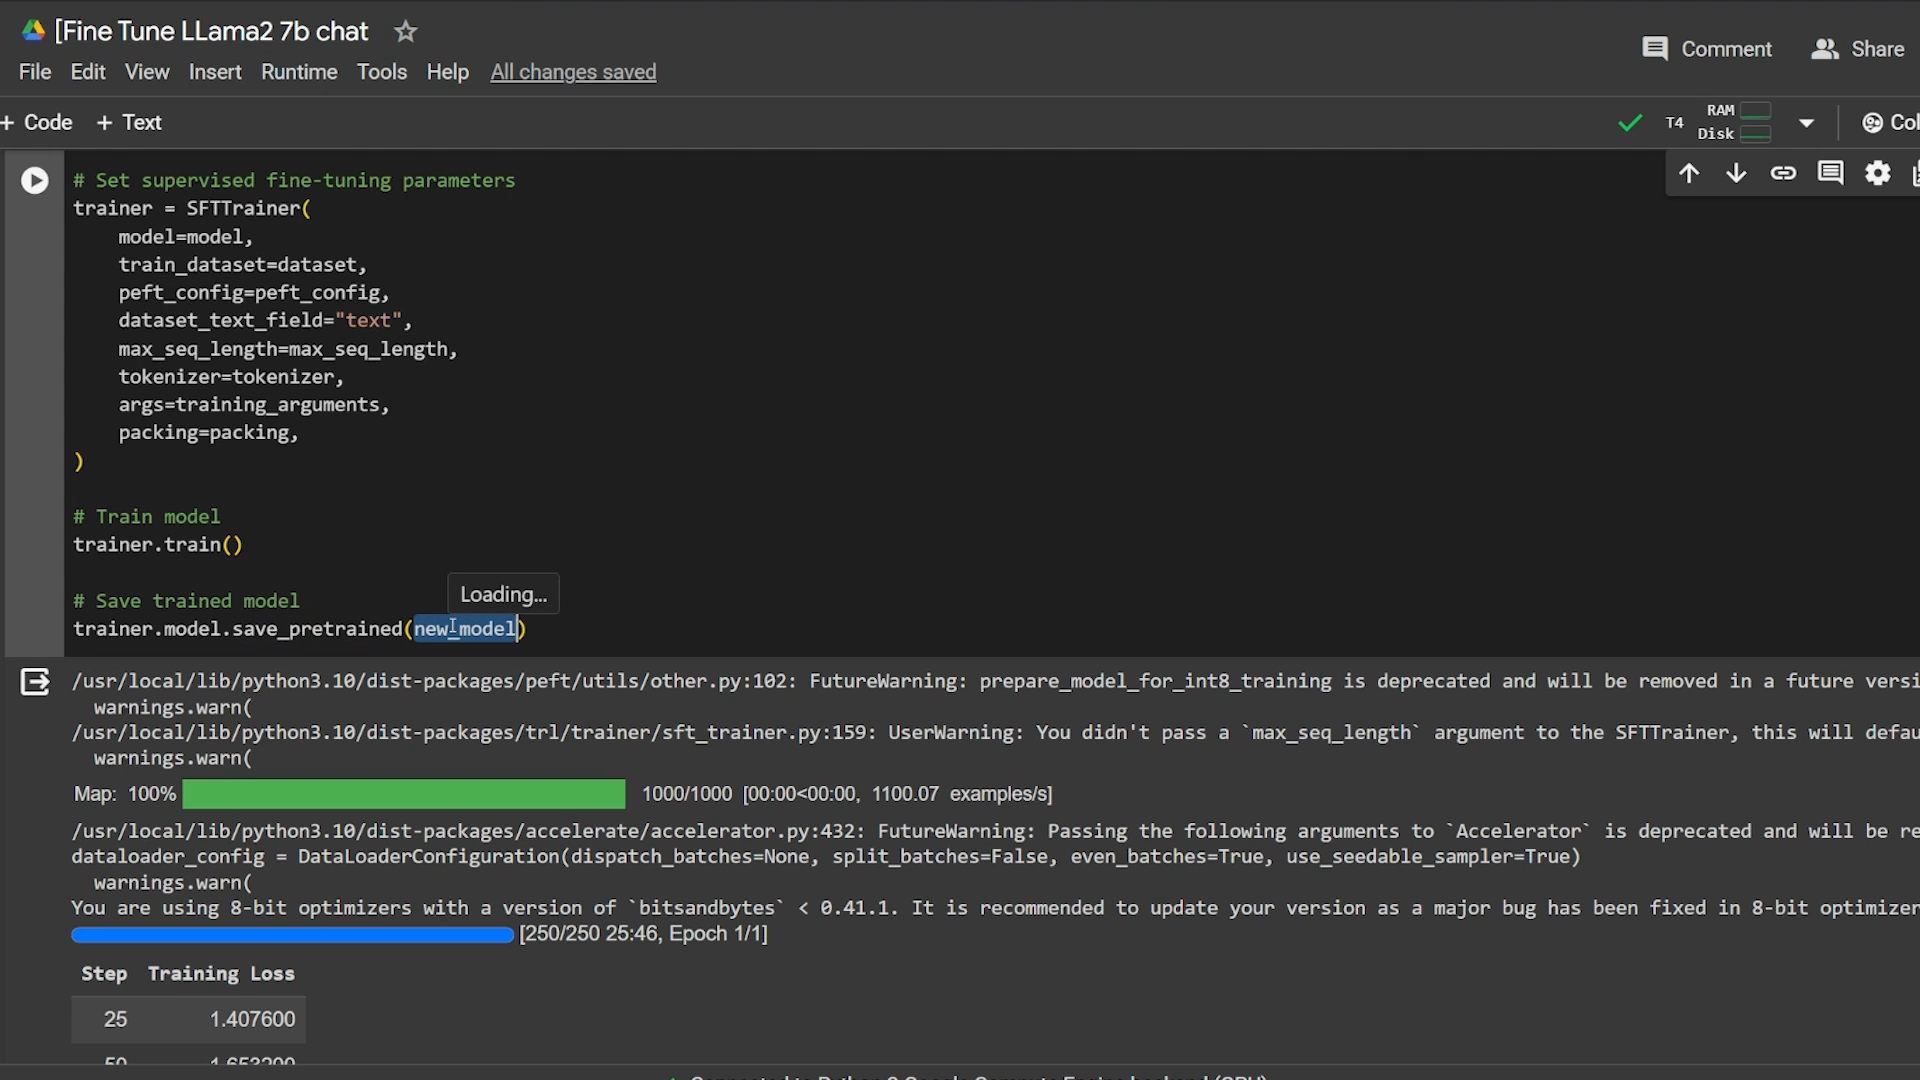 [Fine Tune LLama2 7b chat
File Edit View Insert Runtime Tools Help All changes saved
Comment Share
+ Code + Text
T4 RAM Disk
# Set supervised fine-tuning parameters
trainer = SFTTrainer(
model=model,
train_dataset=dataset,
peft_config=peft_config,
dataset_text_field="text",
max_seq_length=max_seq_length,
tokenizer=tokenizer,
args=training_arguments,
packing=packing,
)
# Train model
trainer.train()
Loading...
# Save trained model
trainer.model.save_pretrained(new_model)
/usr/local/lib/python3.10/dist-packages/peft/utils/other.py:102: FutureWarning: prepare_model_for_int8_training is deprecated and will be removed in a future versi
warnings.warn(
/usr/local/lib/python3.10/dist-packages/trl/trainer/sft_trainer.py:159: UserWarning: You didn't pass a `max_seq_length` argument to the SFTTrainer, this will defau
warnings.warn(
Map: 100% 1000/1000 [00:00<00:00, 1100.07 examples/s]
/usr/local/lib/python3.10/dist-packages/accelerate/accelerator.py:432: FutureWarning: Passing the following arguments to `Accelerator` is deprecated and will be re
dataloader_config = DataLoaderConfiguration(dispatch_batches=None, split_batches=False, even_batches=True, use_seedable_sampler=True)
warnings.warn(
You are using 8-bit optimizers with a version of `bitsandbytes` < 0.41.1. It is recommended to update your version as a major bug has been fixed in 8-bit optimizer
[250/250 25:46, Epoch 1/1]
Step Training Loss
25 1.407600
50 1.653200